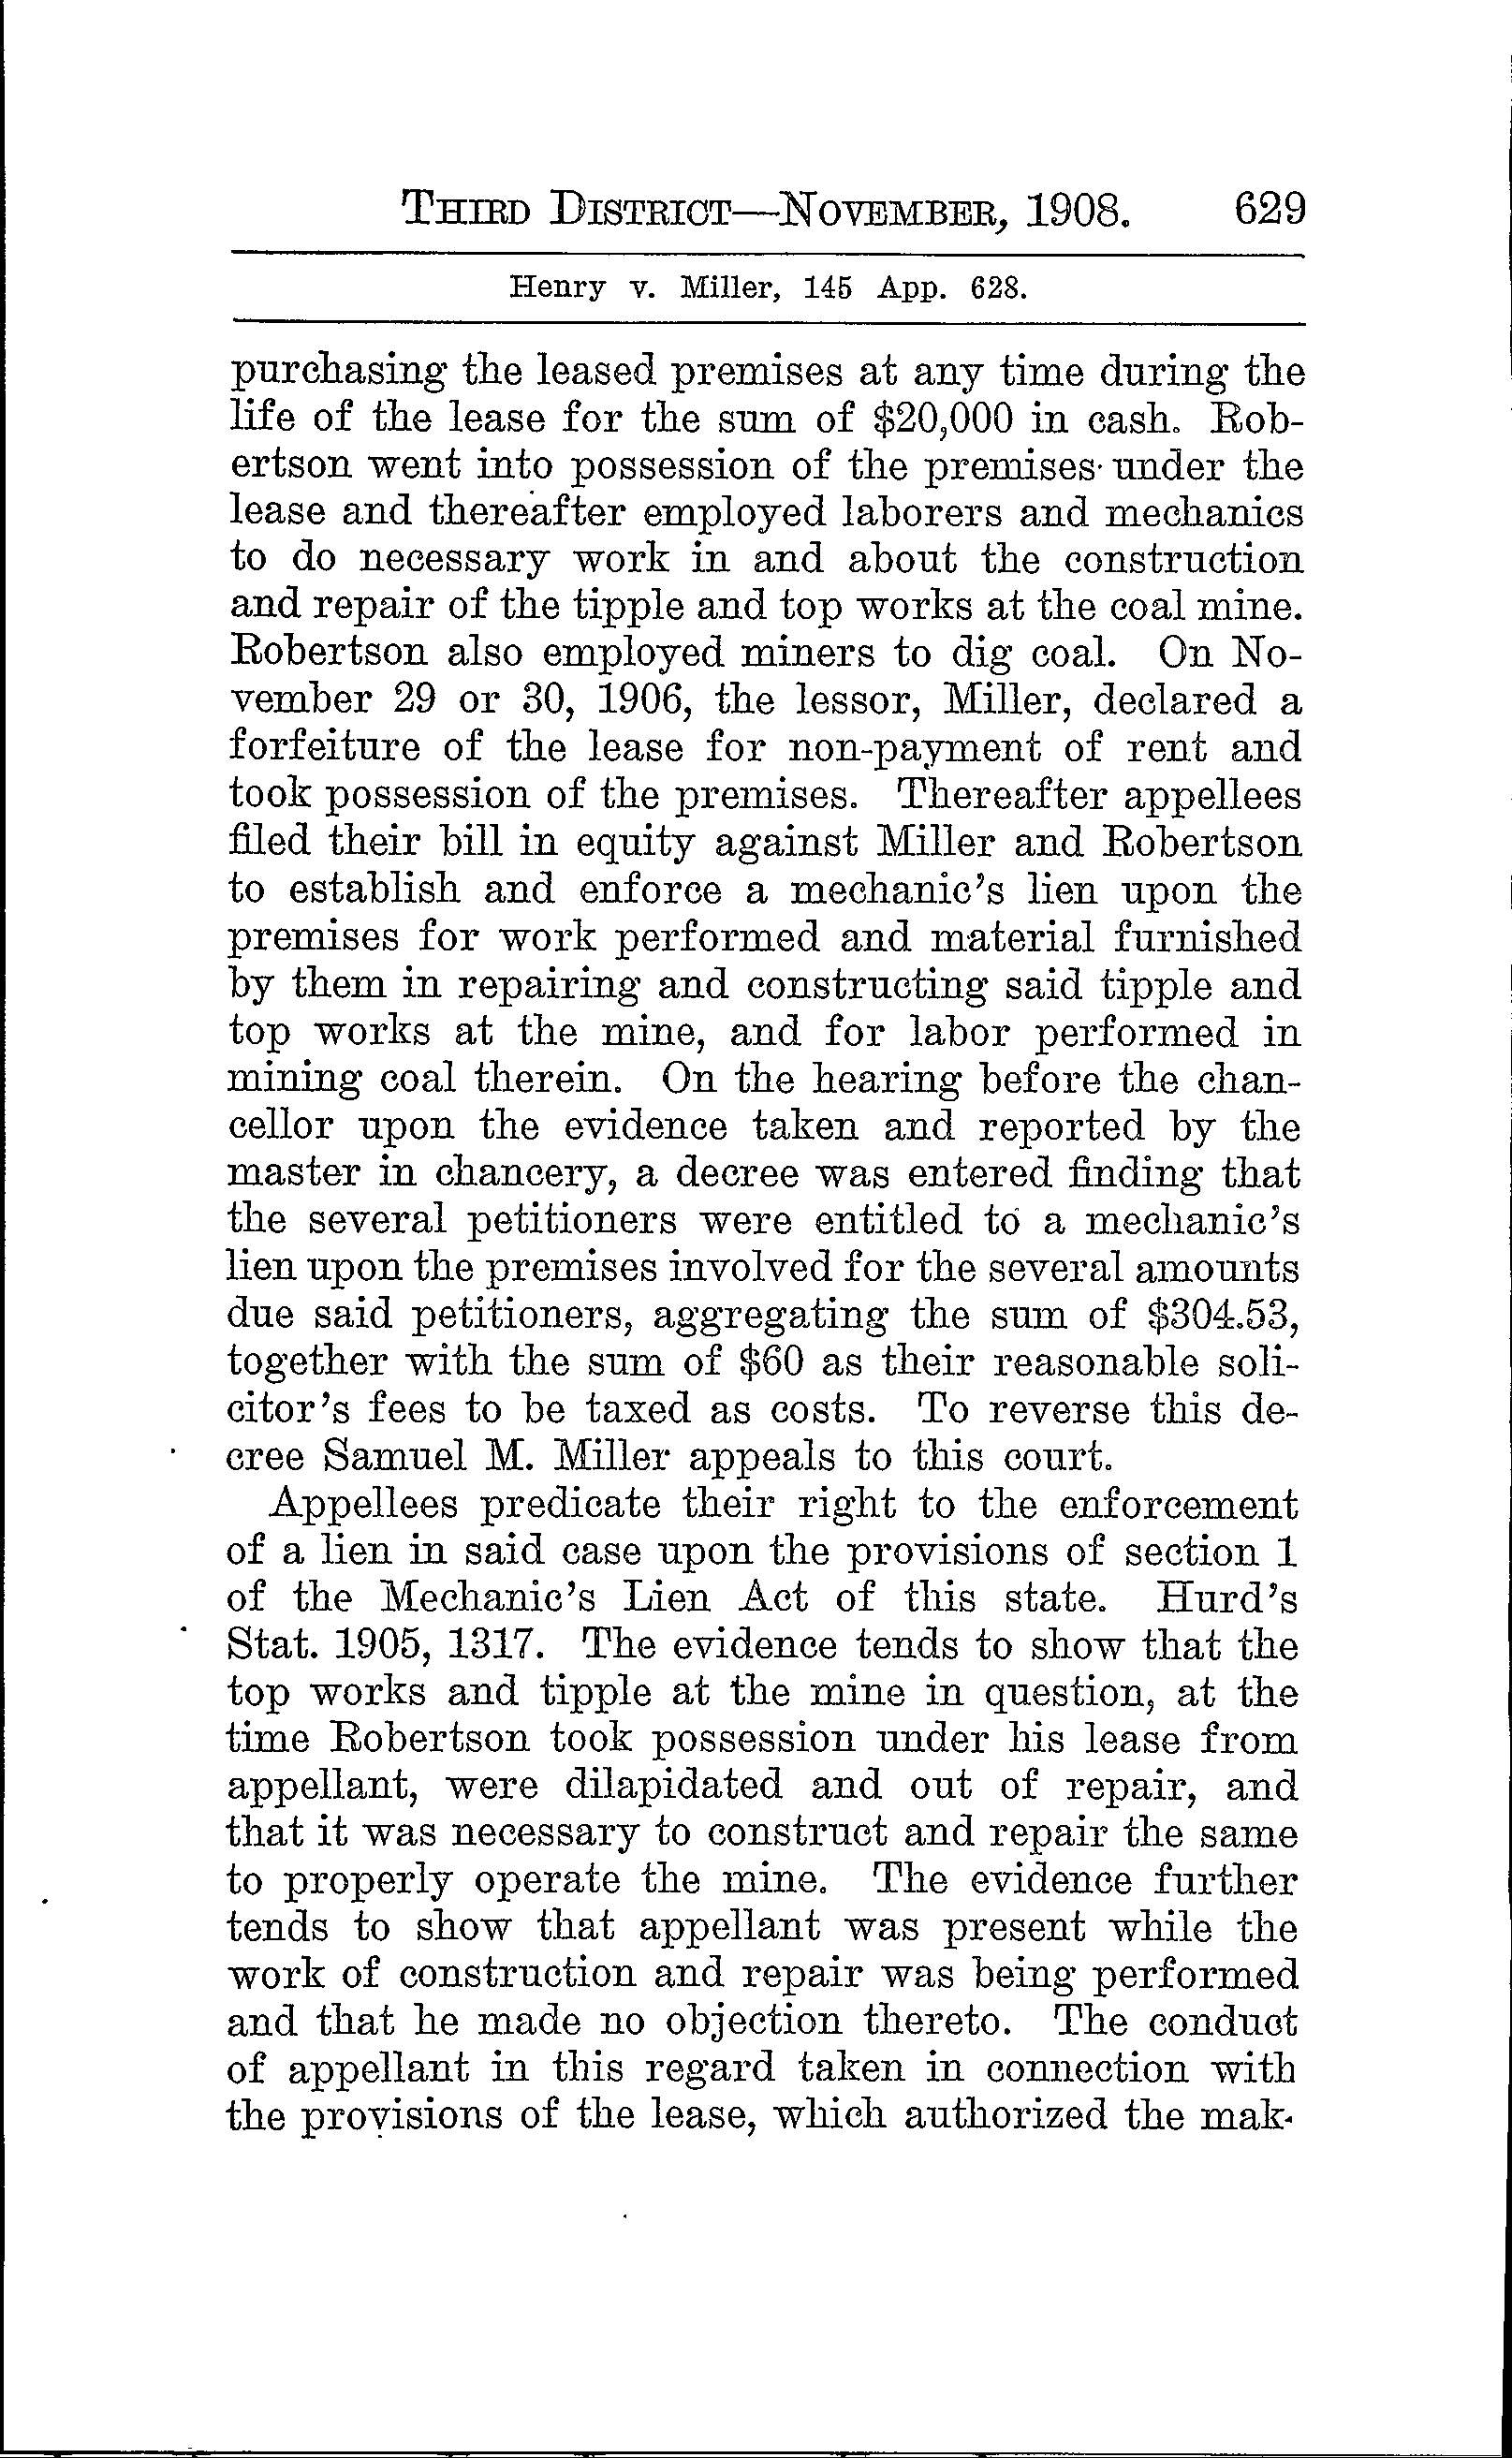 THIRD DISTRICT—NOVEMBER, 1908. 629
Henry v. Miller, 145 App. 628.
purchasing the leased premises at any time during the
life of the lease for the sum of $20,000 in cash. Rob-
ertson went into possession of the premises under the
lease and thereafter employed laborers and mechanics
to do necessary work in and about the construction
and repair of the tipple and top works at the coal mine.
Robertson also employed miners to dig coal. On No-
vember 29 or 30, 1906, the lessor, Miller, declared a
forfeiture of the lease for non-payment of rent and
took possession of the premises. Thereafter appellees
filed their bill in equity against Miller and Robertson
to establish and enforce a mechanic's lien upon the
premises for work performed and material furnished
by them in repairing and constructing said tipple and
top works at the mine, and for labor performed in
mining coal therein. On the hearing before the chan-
cellor upon the evidence taken and reported by the
master in chancery, a decree was entered finding that
the several petitioners were entitled to a mechanic's
lien upon the premises involved for the several amounts
due said petitioners, aggregating the sum of $304.53,
together with the sum of $60 as their reasonable soli-
citor's fees to be taxed as costs. To reverse this de-
cree Samuel M. Miller appeals to this court.
Appellees predicate their right to the enforcement
of a lien in said case upon the provisions of section 1
of the Mechanic's Lien Act of this state. Hurd's
Stat. 1905, 1317. The evidence tends to show that the
top works and tipple at the mine in question, at the
time Robertson took possession under his lease from
appellant, were dilapidated and out of repair, and
that it was necessary to construct and repair the same
to properly operate the mine. The evidence further
tends to show that appellant was present while the
work of construction and repair was being performed
and that he made no objection thereto. The conduct
of appellant in this regard taken in connection with
the provisions of the lease, which authorized the mak-